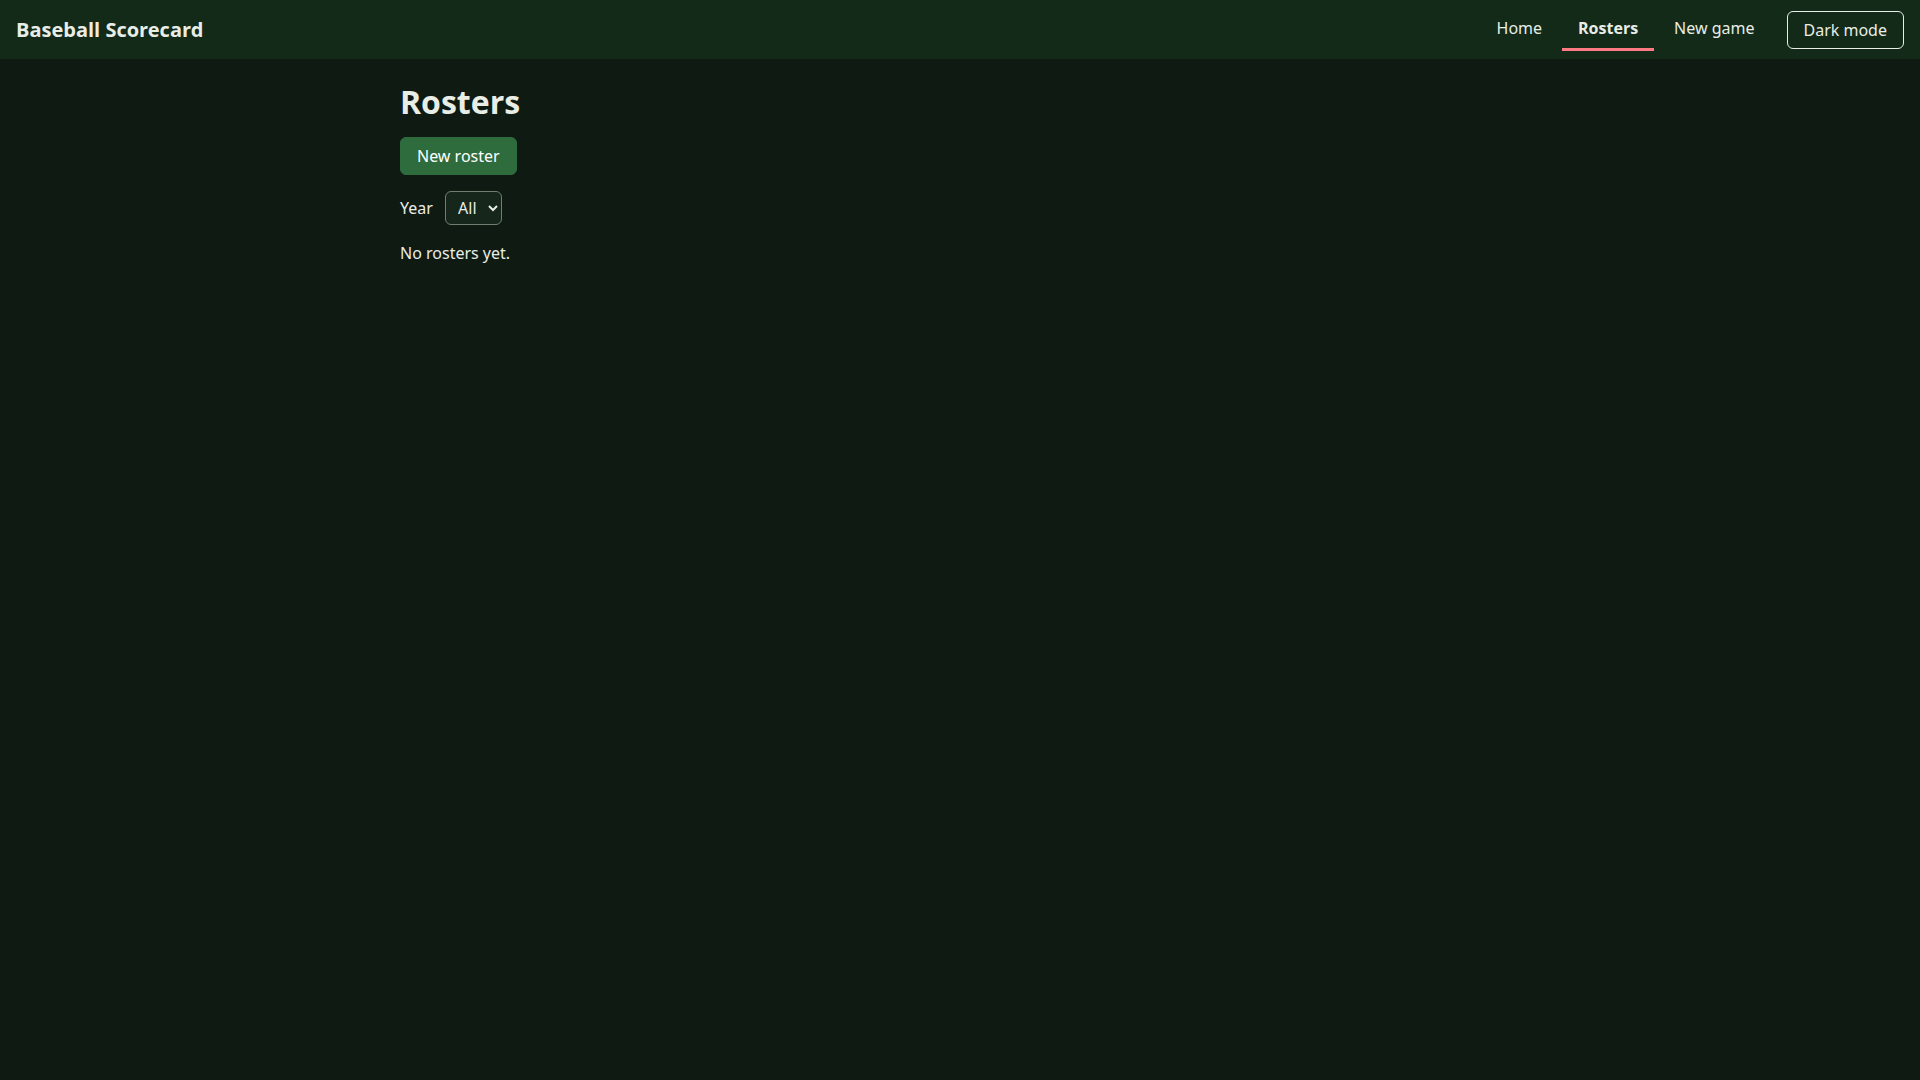 Baseball Scorecard
Home
Rosters
New game
Dark mode
Rosters
New roster
Year
All
No rosters yet.